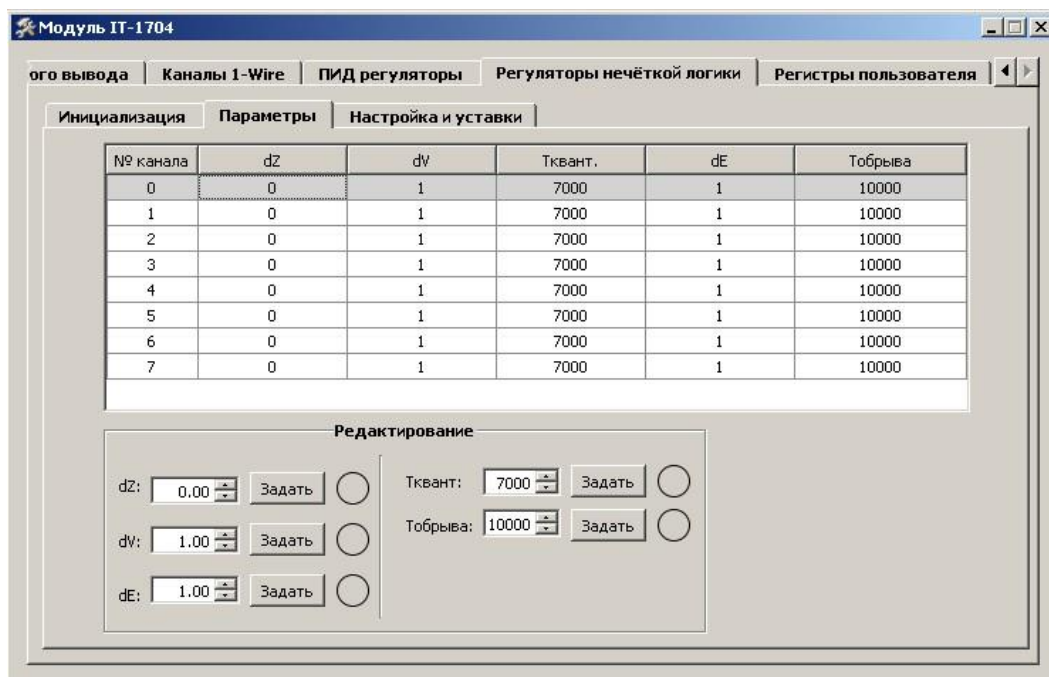 Модуль IT-1704
ого вывода Каналы 1-Wire ПИД регуляторы Регуляторы нечёткой логики Регистры пользователя
Инициализация Параметры Настройка и уставки
№ канала dZ dV Tквант. dE Tобрыва
0 0 1 7000 1 10000
1 0 1 7000 1 10000
2 0 1 7000 1 10000
3 0 1 7000 1 10000
4 0 1 7000 1 10000
5 0 1 7000 1 10000
6 0 1 7000 1 10000
7 0 1 7000 1 10000
Редактирование
dZ: 0.00 Задать Tквант: 7000 Задать
dV: 1.00 Задать Tобрыва: 10000 Задать
dE: 1.00 Задать